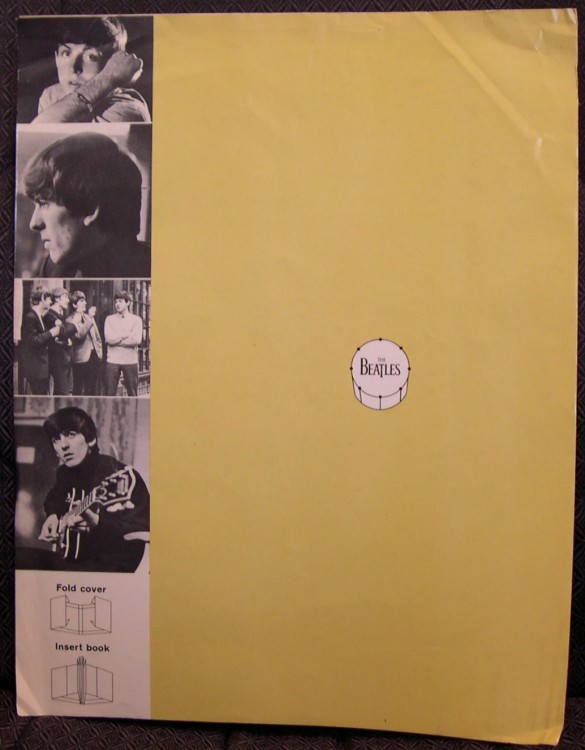 THE
BEATLES
Fold cover
Insert book